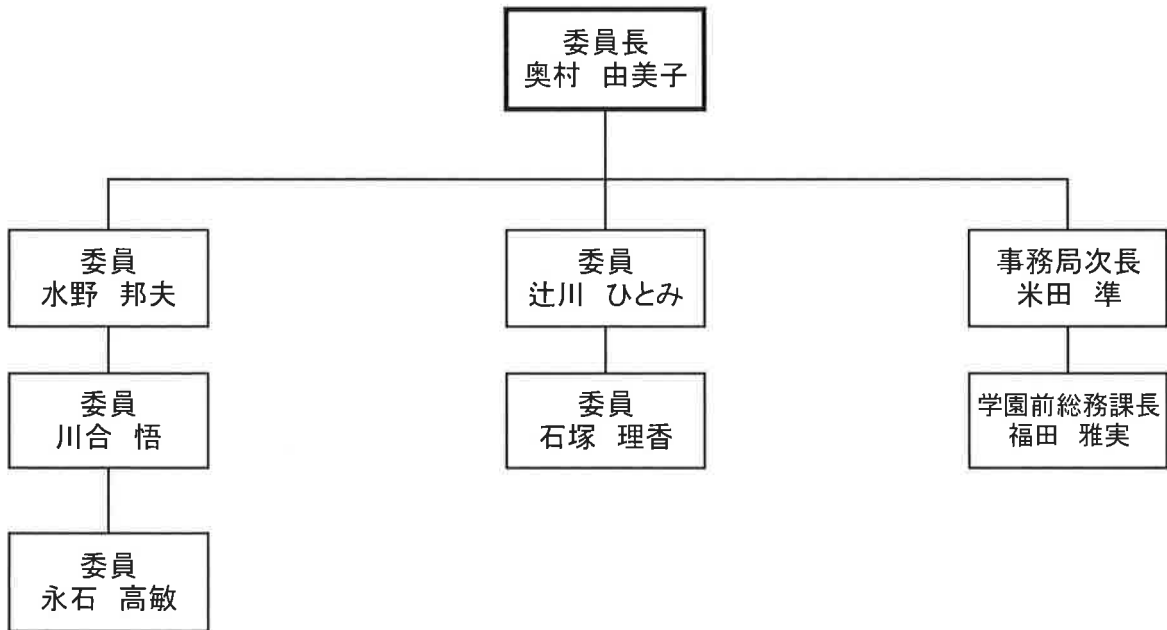 委員長
奥村 由美子
委員
水野 邦夫
委員
辻川 ひとみ
事務局次長
米田 準
委員
川合 悟
委員
石塚 理香
学園前総務課長
福田 雅実
委員
永石 高敏